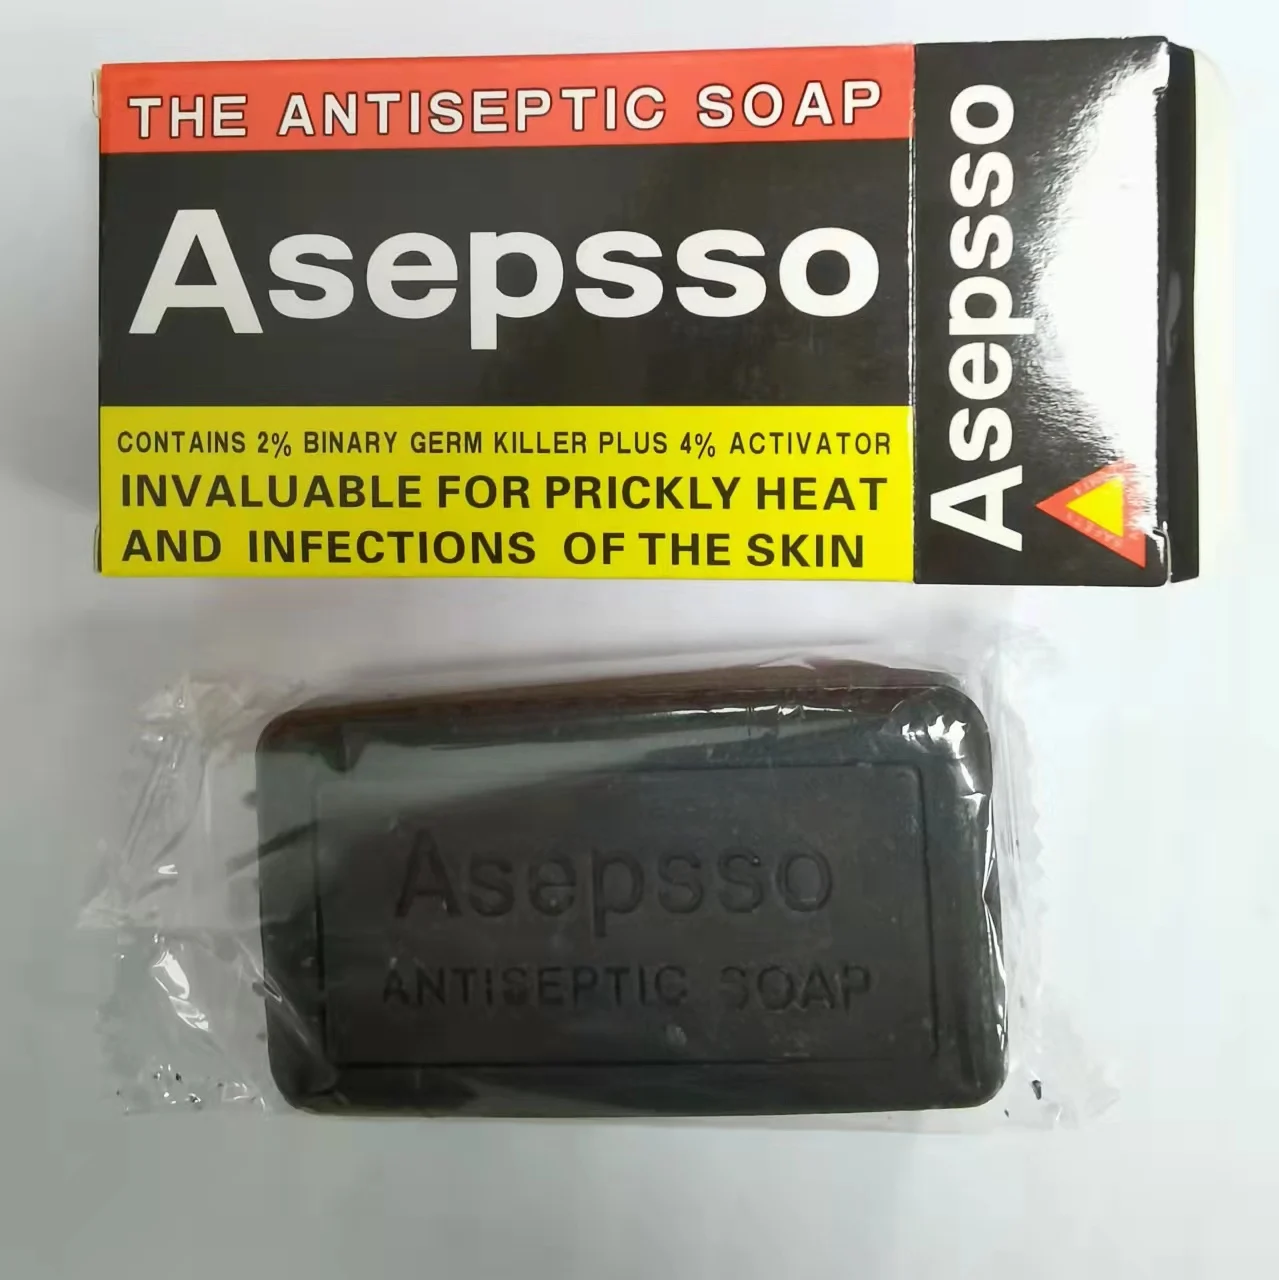 THE ANTISEPTIC SOAP
Asepsso
CONTAINS 2% BINARY GERM KILLER PLUS 4% ACTIVATOR
INVALUABLE FOR PRICKLY HEAT
AND INFECTIONS OF THE SKIN
Asepsso
Asepsso
ANTISEPTIC SOAP